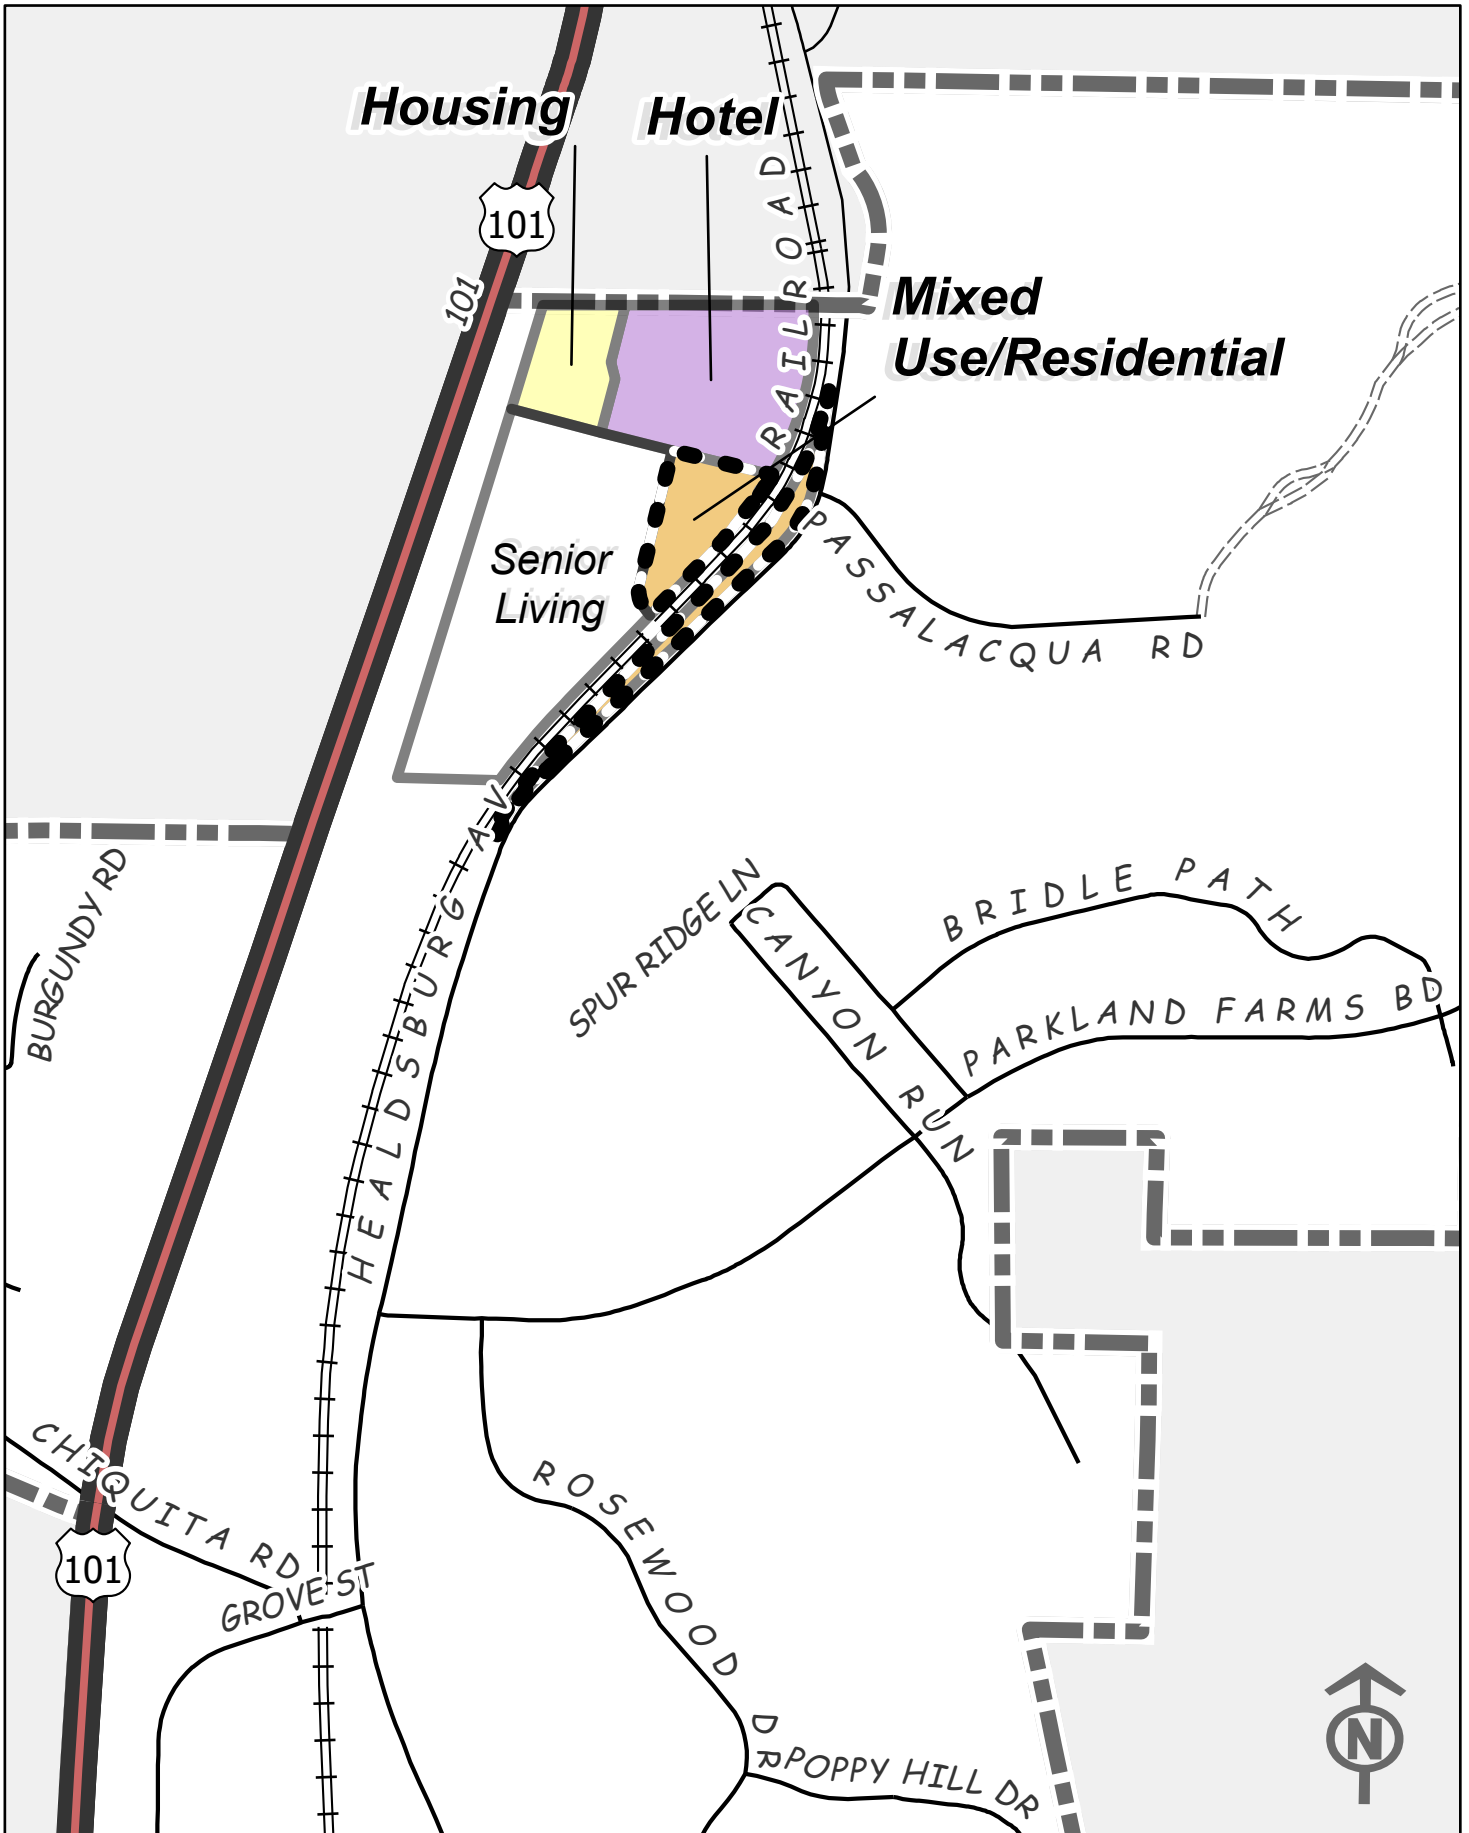 Housing
Hotel
101
101
RAILROAD
Mixed
Use/Residential
Senior
Living
PASSALACQUA RD
HEALDSBURG AV
BURGUNDY RD
SPUR RIDGE LN
CANYON RUN
BRIDLE PATH
PARKLAND FARMS BD
CHIQUITA RD
101
GROVE ST
ROSEWOOD DR
POPPY HILL DR
N